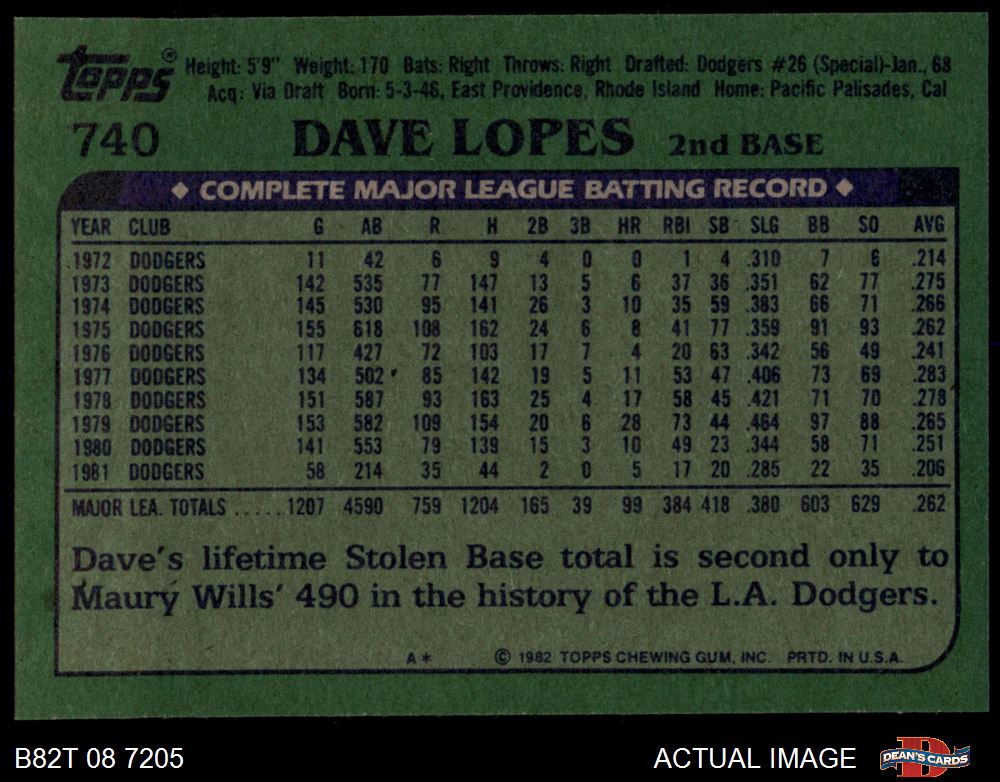 Topps® Height: 5'9" Weight: 170 Bats: Right Throws: Right Drafted: Dodgers #26 (Special)-Jan., 68
Acq: Via Draft Born: 5-3-46, East Providence, Rhode Island Home: Pacific Palisades, Cal
740 DAVE LOPES 2nd BASE
◆ COMPLETE MAJOR LEAGUE BATTING RECORD ◆
YEAR CLUB G AB R H 2B 3B HR RBI SB SLG BB SO AVG
1972 DODGERS 11 42 6 9 4 0 0 1 4 .310 7 6 .214
1973 DODGERS 142 535 77 147 13 5 6 37 36 .351 62 77 .275
1974 DODGERS 145 530 95 141 26 3 10 35 59 .383 66 71 .266
1975 DODGERS 155 618 108 162 24 6 8 41 77 .359 91 93 .262
1976 DODGERS 117 427 72 103 17 7 4 20 63 .342 56 49 .241
1977 DODGERS 134 502 85 142 19 5 11 53 47 .406 73 69 .283
1978 DODGERS 151 587 93 163 25 4 17 58 45 .421 71 70 .278
1979 DODGERS 153 582 109 154 20 6 28 73 44 .464 97 88 .265
1980 DODGERS 141 553 79 139 15 3 10 49 23 .344 58 71 .251
1981 DODGERS 58 214 35 44 2 0 5 17 20 .285 22 35 .206
MAJOR LEA. TOTALS .....1207 4590 759 1204 165 39 99 384 418 .380 603 629 .262
Dave's lifetime Stolen Base total is second only to
Maury Wills' 490 in the history of the L.A. Dodgers.
A* © 1982 TOPPS CHEWING GUM, INC. PRTD. IN U.S.A.
B82T 08 7205 ACTUAL IMAGE DEAN'S CARDS